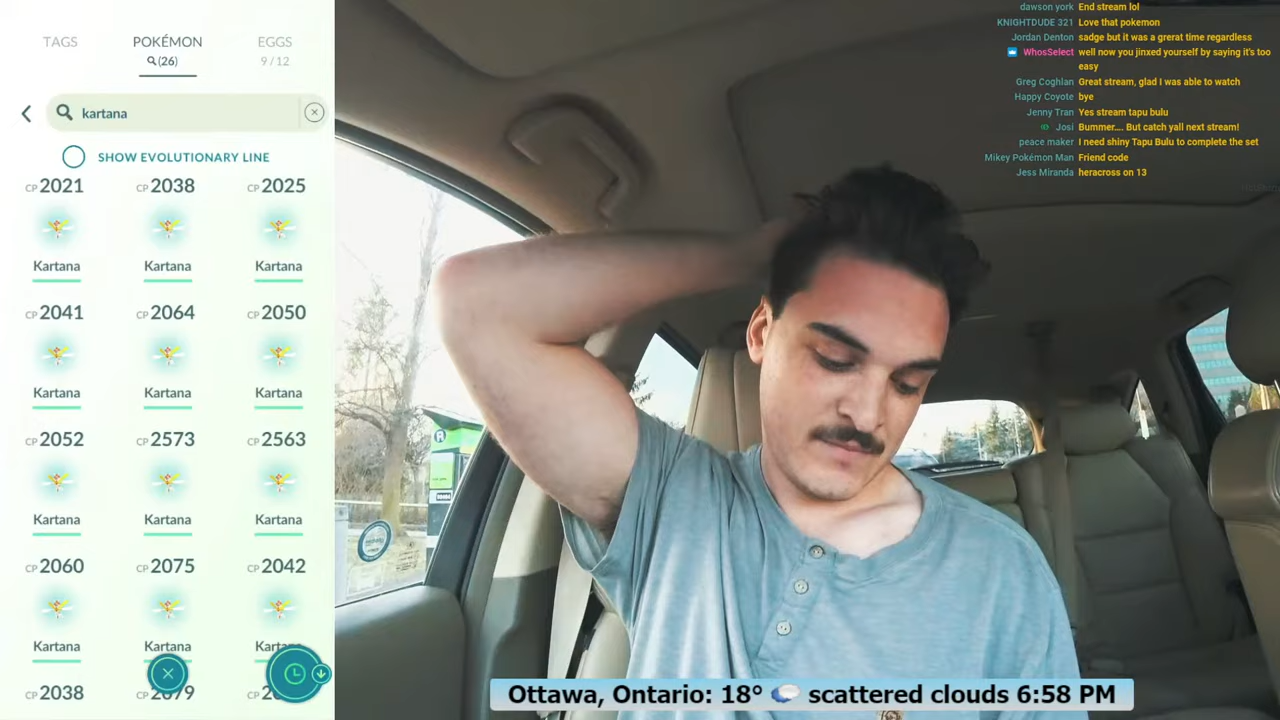 TAGS
POKÉMON
(26)
EGGS
9 / 12
kartana
SHOW EVOLUTIONARY LINE
CP 2021 CP 2038 CP 2025
Kartana Kartana Kartana
CP 2041 CP 2064 CP 2050
Kartana Kartana Kartana
CP 2052 CP 2573 CP 2563
Kartana Kartana Kartana
CP 2060 CP 2075 CP 2042
Kartana Kartana
CP 2038
dawson york End stream lol
KNIGHTDUDE 321 Love that pokemon
Jordan Denton sadge but it was a grerat time regardless
WhosSelect well now you jinxed yourself by saying it's too
easy
Greg Coghlan Great stream, glad I was able to watch
Happy Coyote bye
Jenny Tran Yes stream tapu bulu
Josi Bummer.... But catch yall next stream!
peace maker I need shiny Tapu Bulu to complete the set
Mikey Pokémon Man Friend code
Jess Miranda heracross on 13
Ottawa, Ontario: 18° scattered clouds 6:58 PM